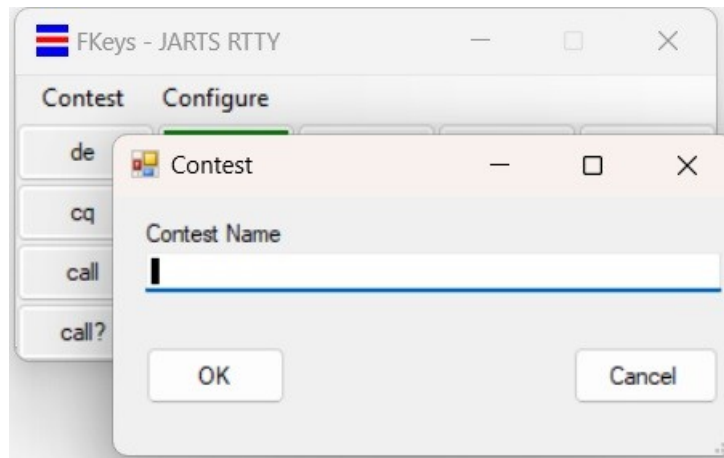 FKeys - JARTS RTTY
Contest Configure
de
Contest
cq
Contest Name
call
call?
OK Cancel